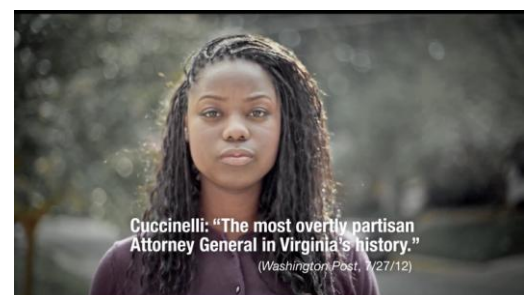 Cuccinelli: “The most overtly partisan
Attorney General in Virginia’s history.”
(Washington Post, 7/27/12)